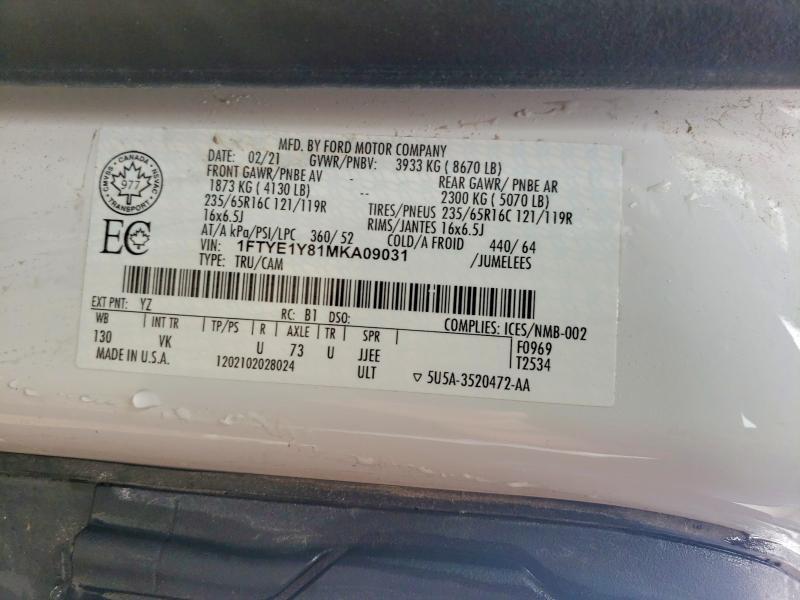 MFD. BY FORD MOTOR COMPANY
DATE: 02/21 GVWR/PNBV: 3933 KG ( 8670 LB)
FRONT GAWR/PNBE AV - REAR GAWR/ PNBE AR
1873 KG ( 4130 LB) -- 2300 KG ( 5070 LB)
235/65R16C 121/119R TIRES/PNEUS 235/65R16C 121/119R
16x6.5J RIMS/JANTES 16x6.5J
AT/A kPa/PSI/LPC 360/ 52 COLD/A FROID 440/ 64
VIN: 1FTYE1Y81MKA09031 /JUMELEES
TYPE: TRU/CAM
CANADA
CMVSS NSVAC
977
TRANSPORT
EC
EXT PNT: YZ RC: B1 DSO: COMPLIES: ICES/NMB-002
WB INT TR TP/PS R AXLE TR SPR F0969
130 VK U 73 U JJEE T2534
MADE IN U.S.A. 1202102028024 ULT ▽ 5U5A-3520472-AA